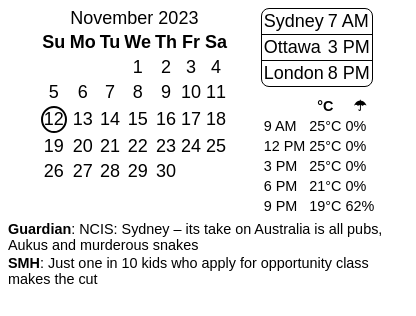 November 2023
Su Mo Tu We Th Fr Sa
1 2 3 4
5 6 7 8 9 10 11
12 13 14 15 16 17 18
19 20 21 22 23 24 25
26 27 28 29 30
Sydney 7 AM
Ottawa 3 PM
London 8 PM
°C ☂
9 AM 25°C 0%
12 PM 25°C 0%
3 PM 25°C 0%
6 PM 21°C 0%
9 PM 19°C 62%
Guardian: NCIS: Sydney – its take on Australia is all pubs,
Aukus and murderous snakes
SMH: Just one in 10 kids who apply for opportunity class
makes the cut